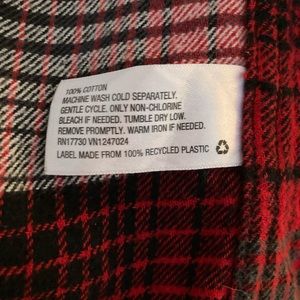 100% COTTON
MACHINE WASH COLD SEPARATELY.
GENTLE CYCLE. ONLY NON-CHLORINE
BLEACH IF NEEDED. TUMBLE DRY LOW.
REMOVE PROMPTLY. WARM IRON IF NEEDED.
RN17730 VN1247024
LABEL MADE FROM 100% RECYCLED PLASTIC